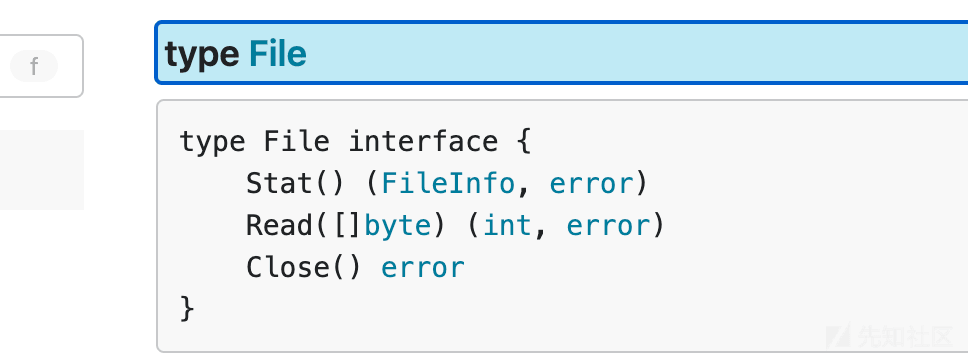 f
type File
type File interface {
    Stat() (FileInfo, error)
    Read([]byte) (int, error)
    Close() error
}
先知社区